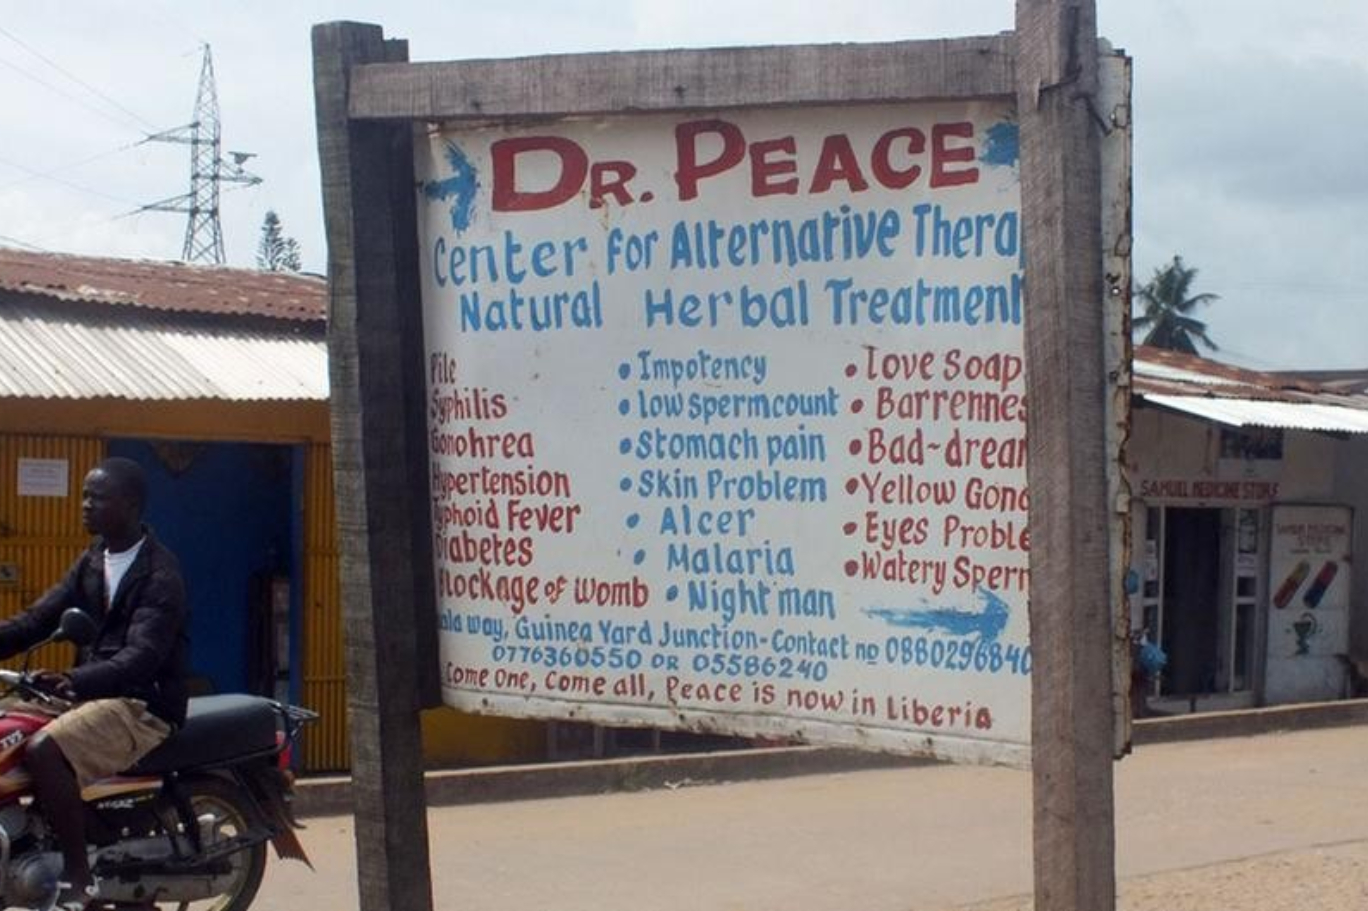 DR. PEACE
Center for Alternative Thera
Natural Herbal Treatment
Pile
Syphilis
Gonohrea
Hypertension
Typhoid Fever
Diabetes
Blockage of Womb
• Impotency
• low spermcount
• Stomach pain
• Skin Problem
• Alcer
• Malaria
• Night man
• Love Soap
• Barrennes
• Bad-dream
• Yellow Gond
• Eyes Proble
• Watery Sperm
ald way, Guinea Yard Junction-Contact no 088029684
0776360550 OR 05586240
Come One, Come all, Peace is now in Liberia
SAMUEL MEDICINE STORE